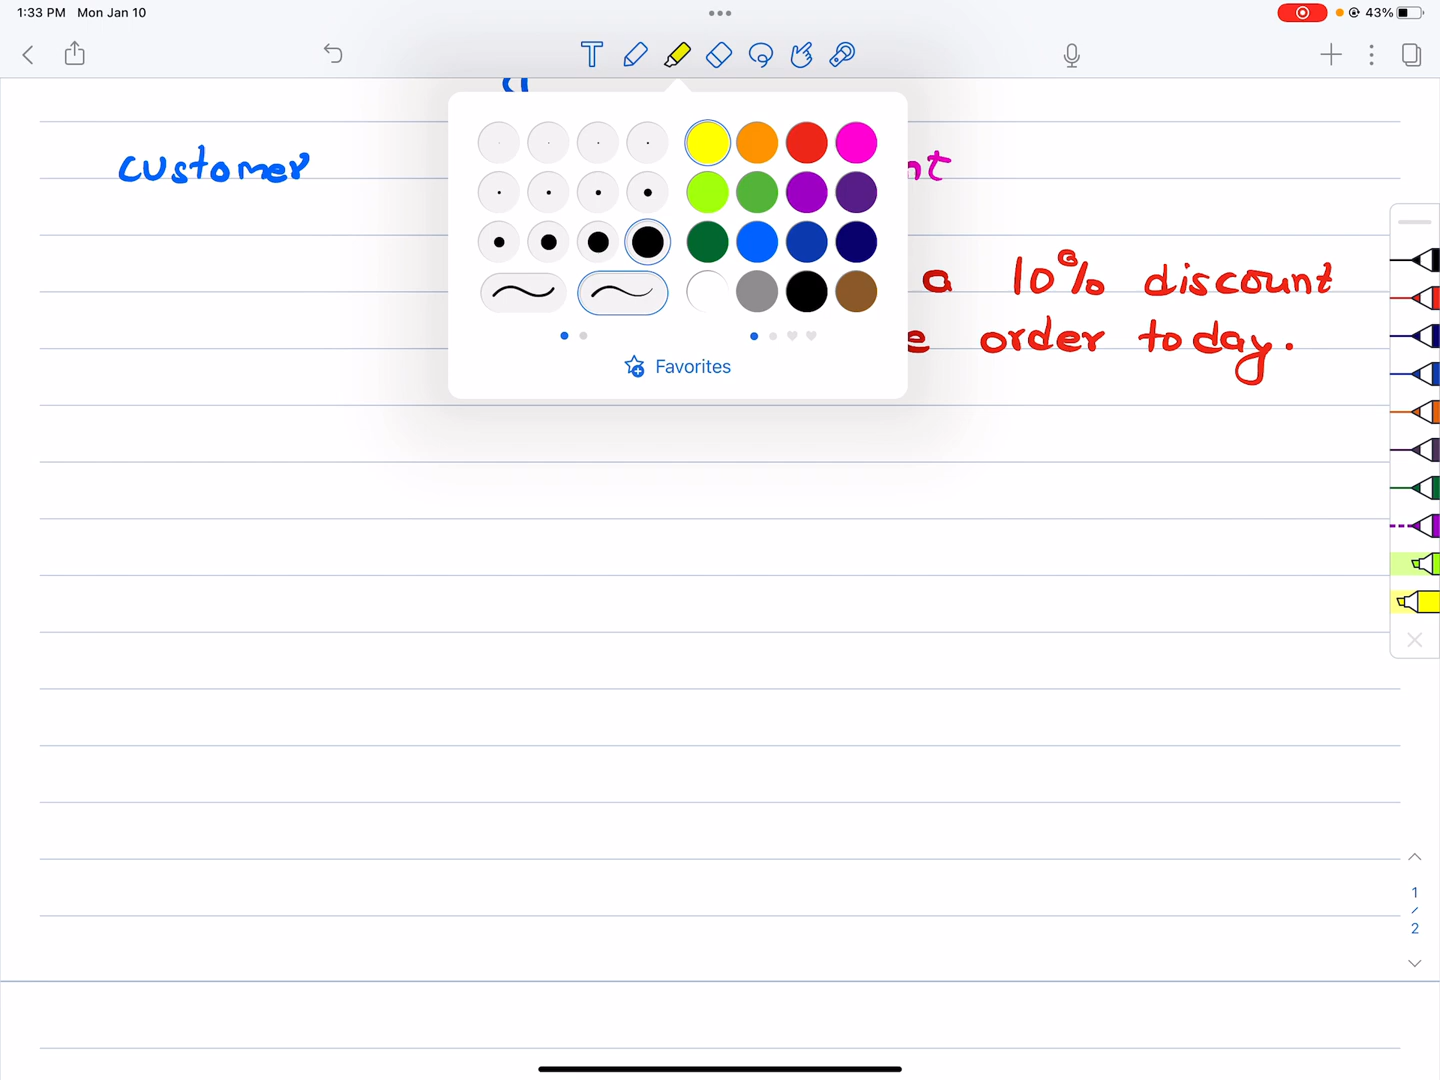 1:33 PM Mon Jan 10
43%
T
customer
nt
a 10% discount
e order today.
Favorites
1
/
2